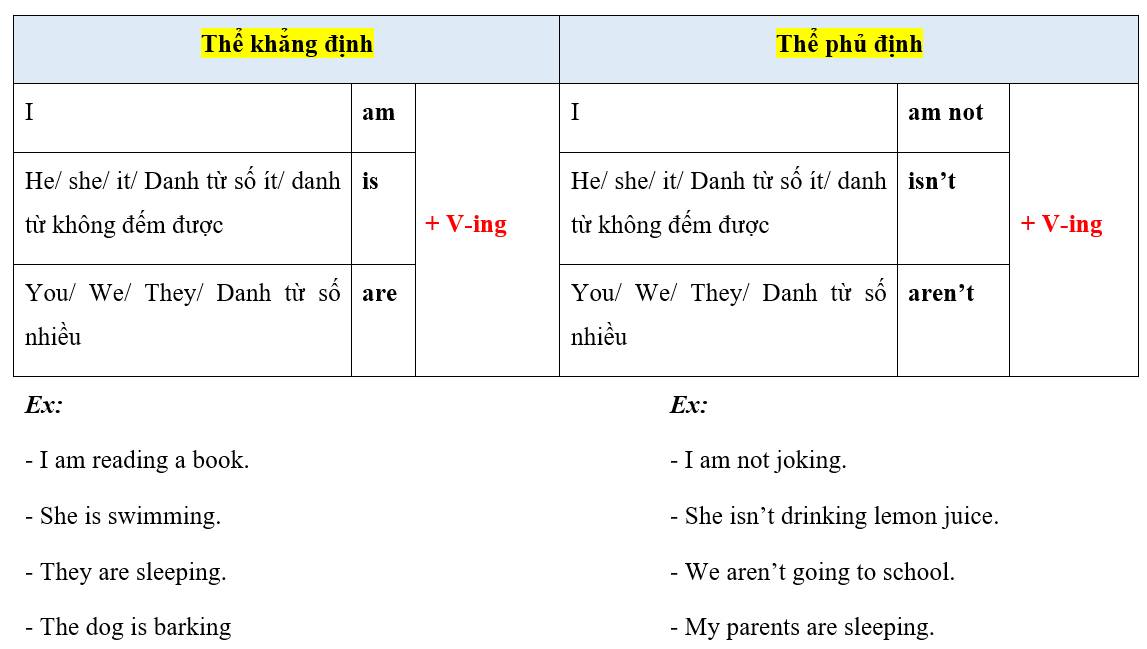 Thể khẳng định
Thể phủ định
I
am
+ V-ing
I
am not
+ V-ing
He/ she/ it/ Danh từ số ít/ danh
từ không đếm được
is
He/ she/ it/ Danh từ số ít/ danh
từ không đếm được
isn’t
You/ We/ They/ Danh từ số
nhiều
are
You/ We/ They/ Danh từ số
nhiều
aren’t
Ex:
- I am reading a book.
- She is swimming.
- They are sleeping.
- The dog is barking
Ex:
- I am not joking.
- She isn’t drinking lemon juice.
- We aren’t going to school.
- My parents are sleeping.